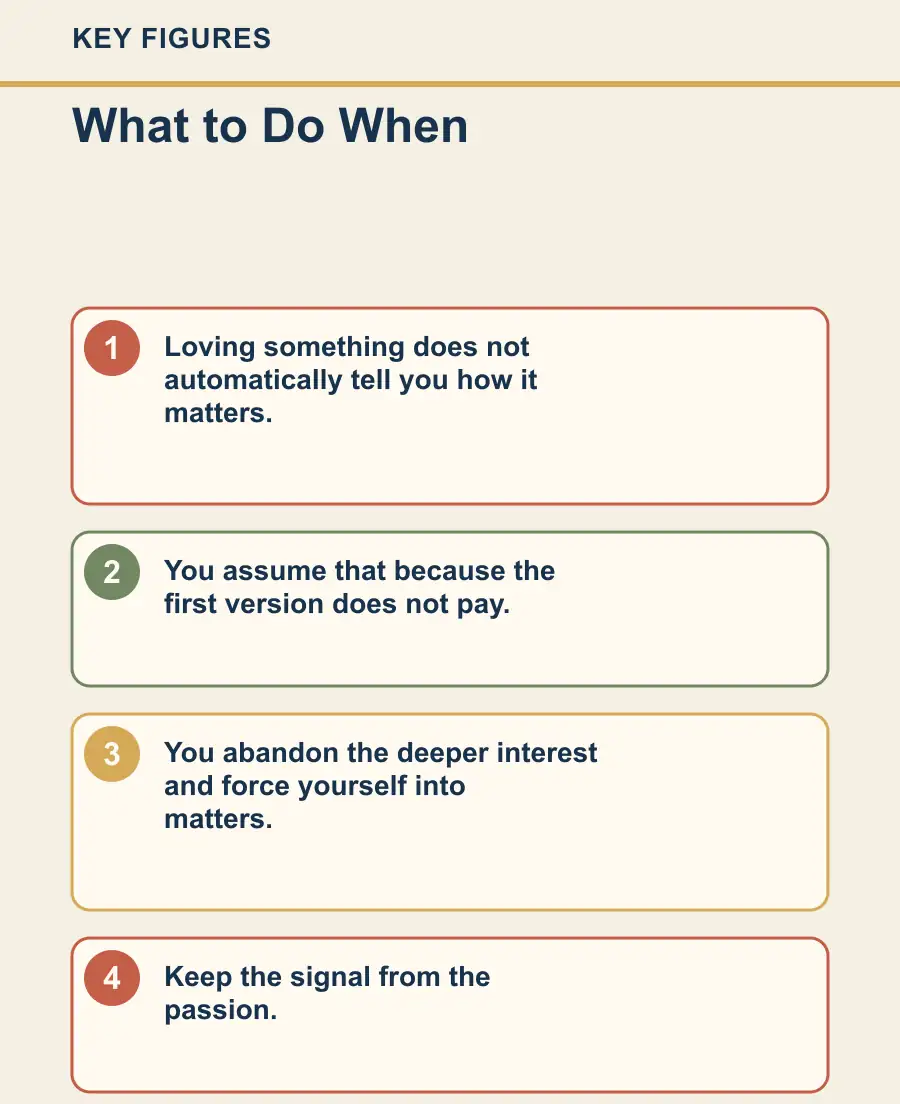 KEY FIGURES
What to Do When
1
Loving something does not
automatically tell you how it
matters.
2
You assume that because the
first version does not pay.
3
You abandon the deeper interest
and force yourself into
matters.
4
Keep the signal from the
passion.